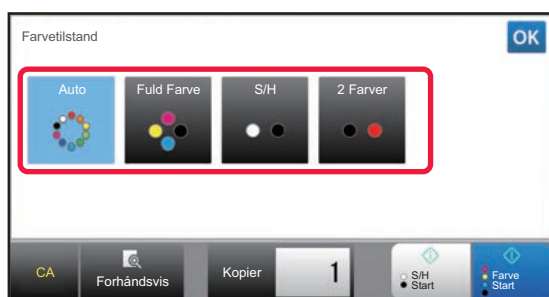 Farvetilstand
OK
Auto
Fuld Farve
S/H
2 Farver
CA
Forhåndsvis
Kopier
1
S/H
Start
Farve
Start